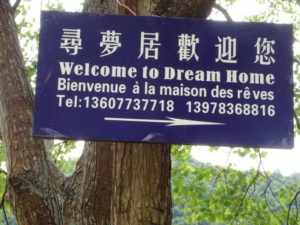 尋夢居歡迎您
Welcome to Dream Home
Bienvenue à la maison des rêves
Tel:13607737718 13978368816